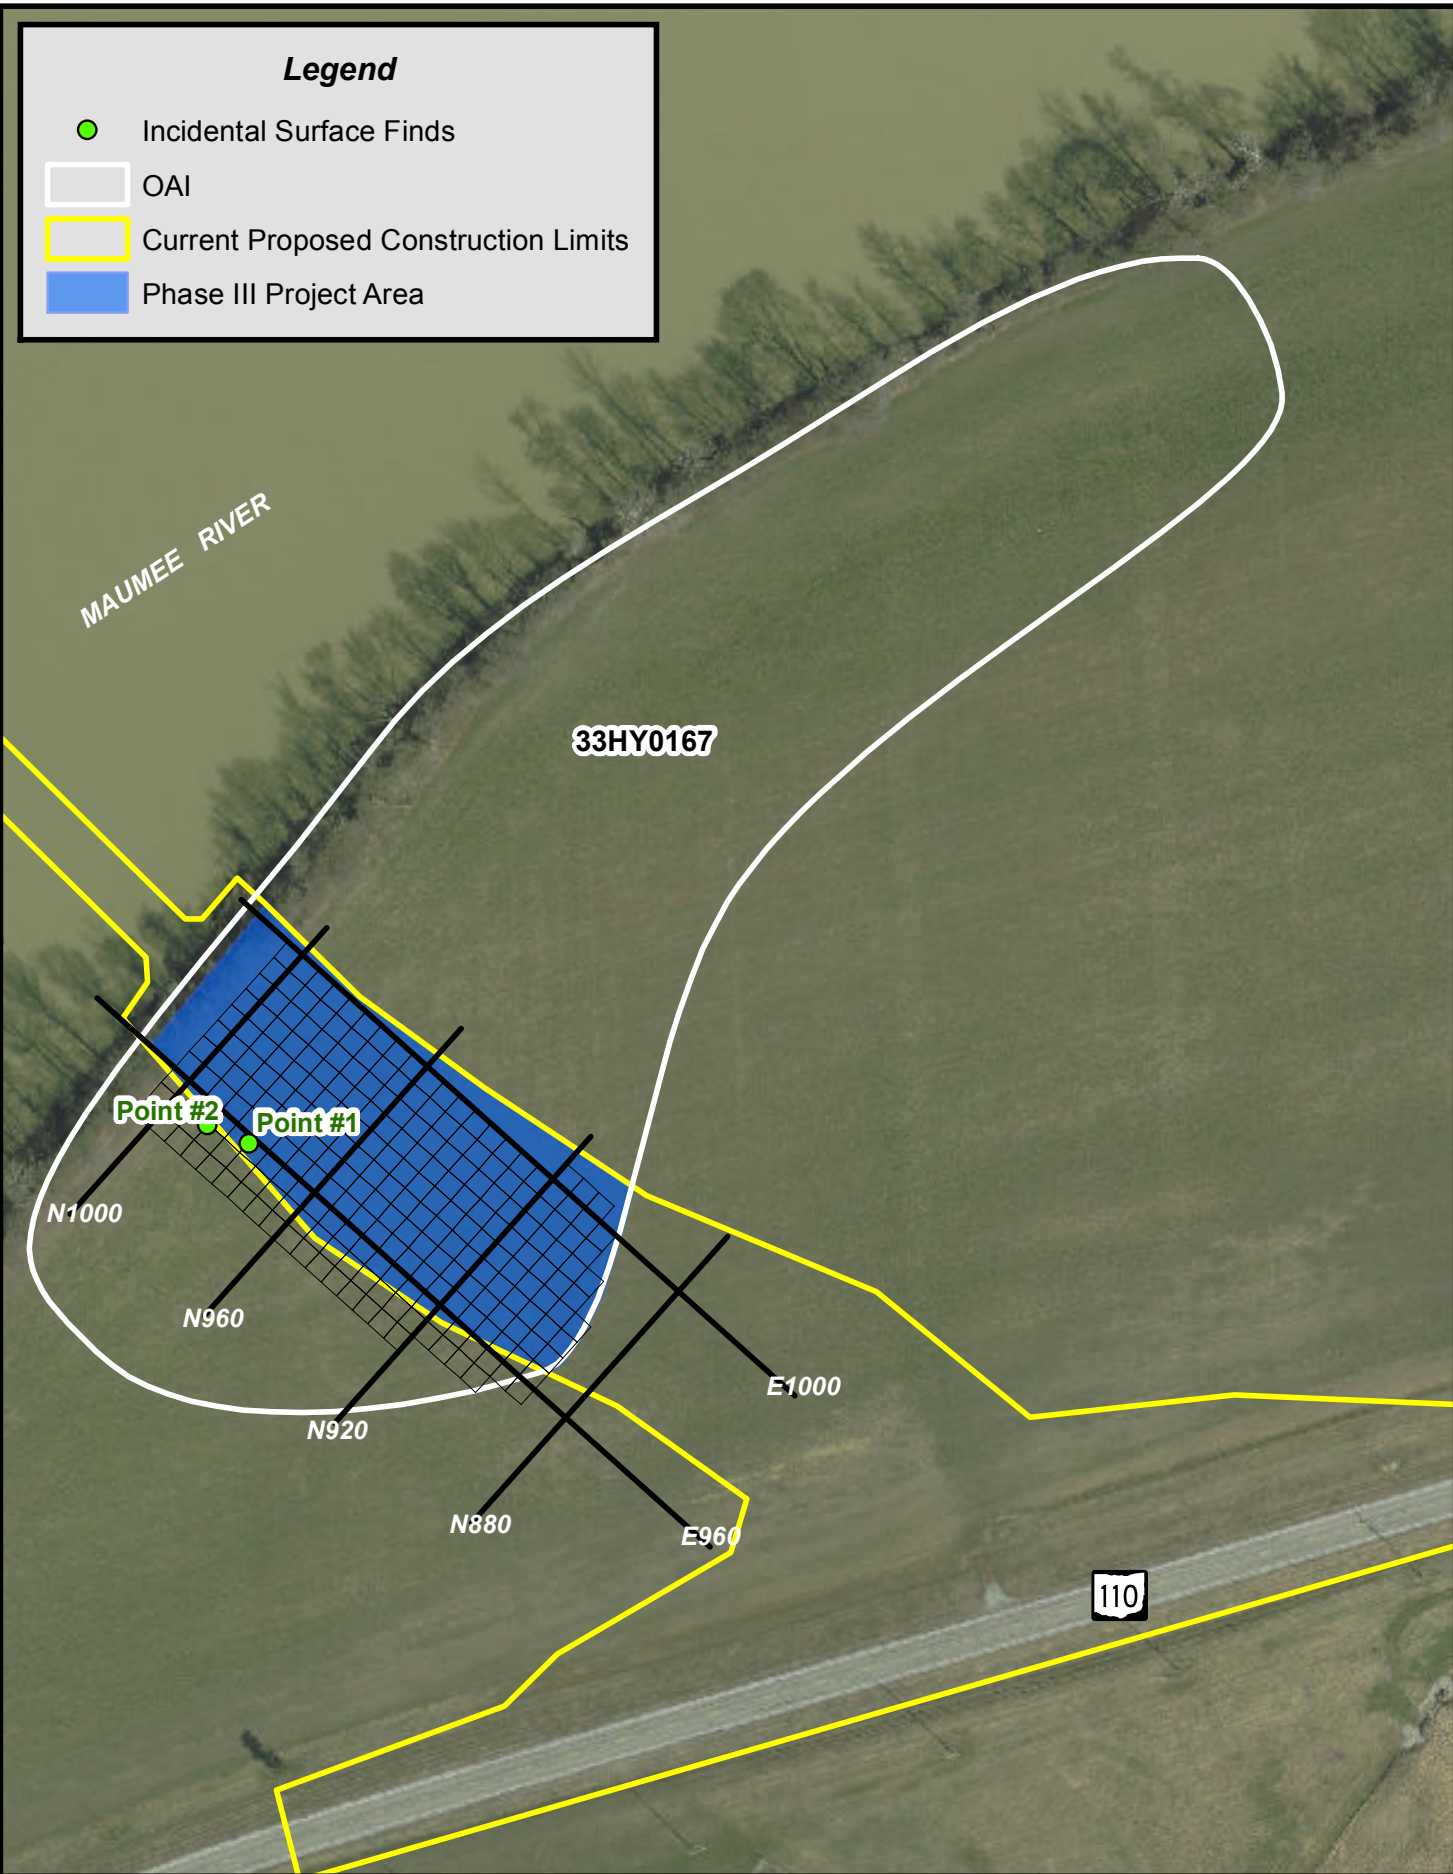 Legend
Incidental Surface Finds
OAI
Current Proposed Construction Limits
Phase III Project Area
MAUMEE RIVER
33HY0167
Point #2
Point #1
N1000
N960
E1000
N920
N880
E960
110